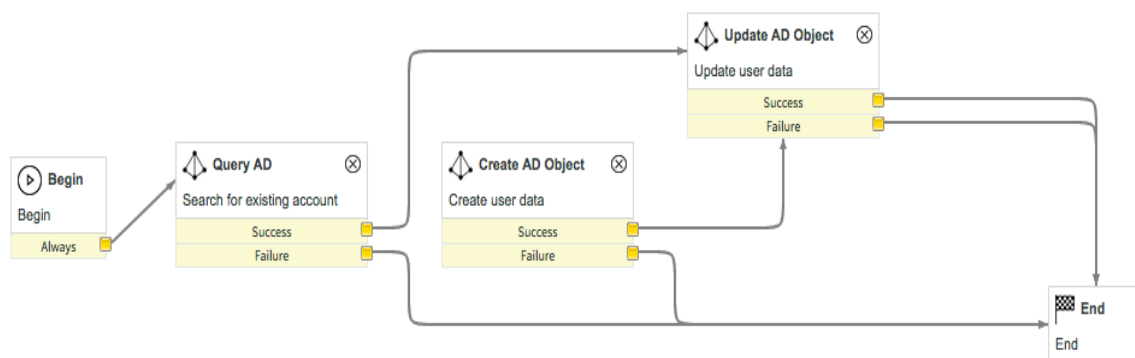 Update AD Object
Update user data
Success
Failure
Begin
Begin
Always
Query AD
Search for existing account
Success
Failure
Create AD Object
Create user data
Success
Failure
End
End